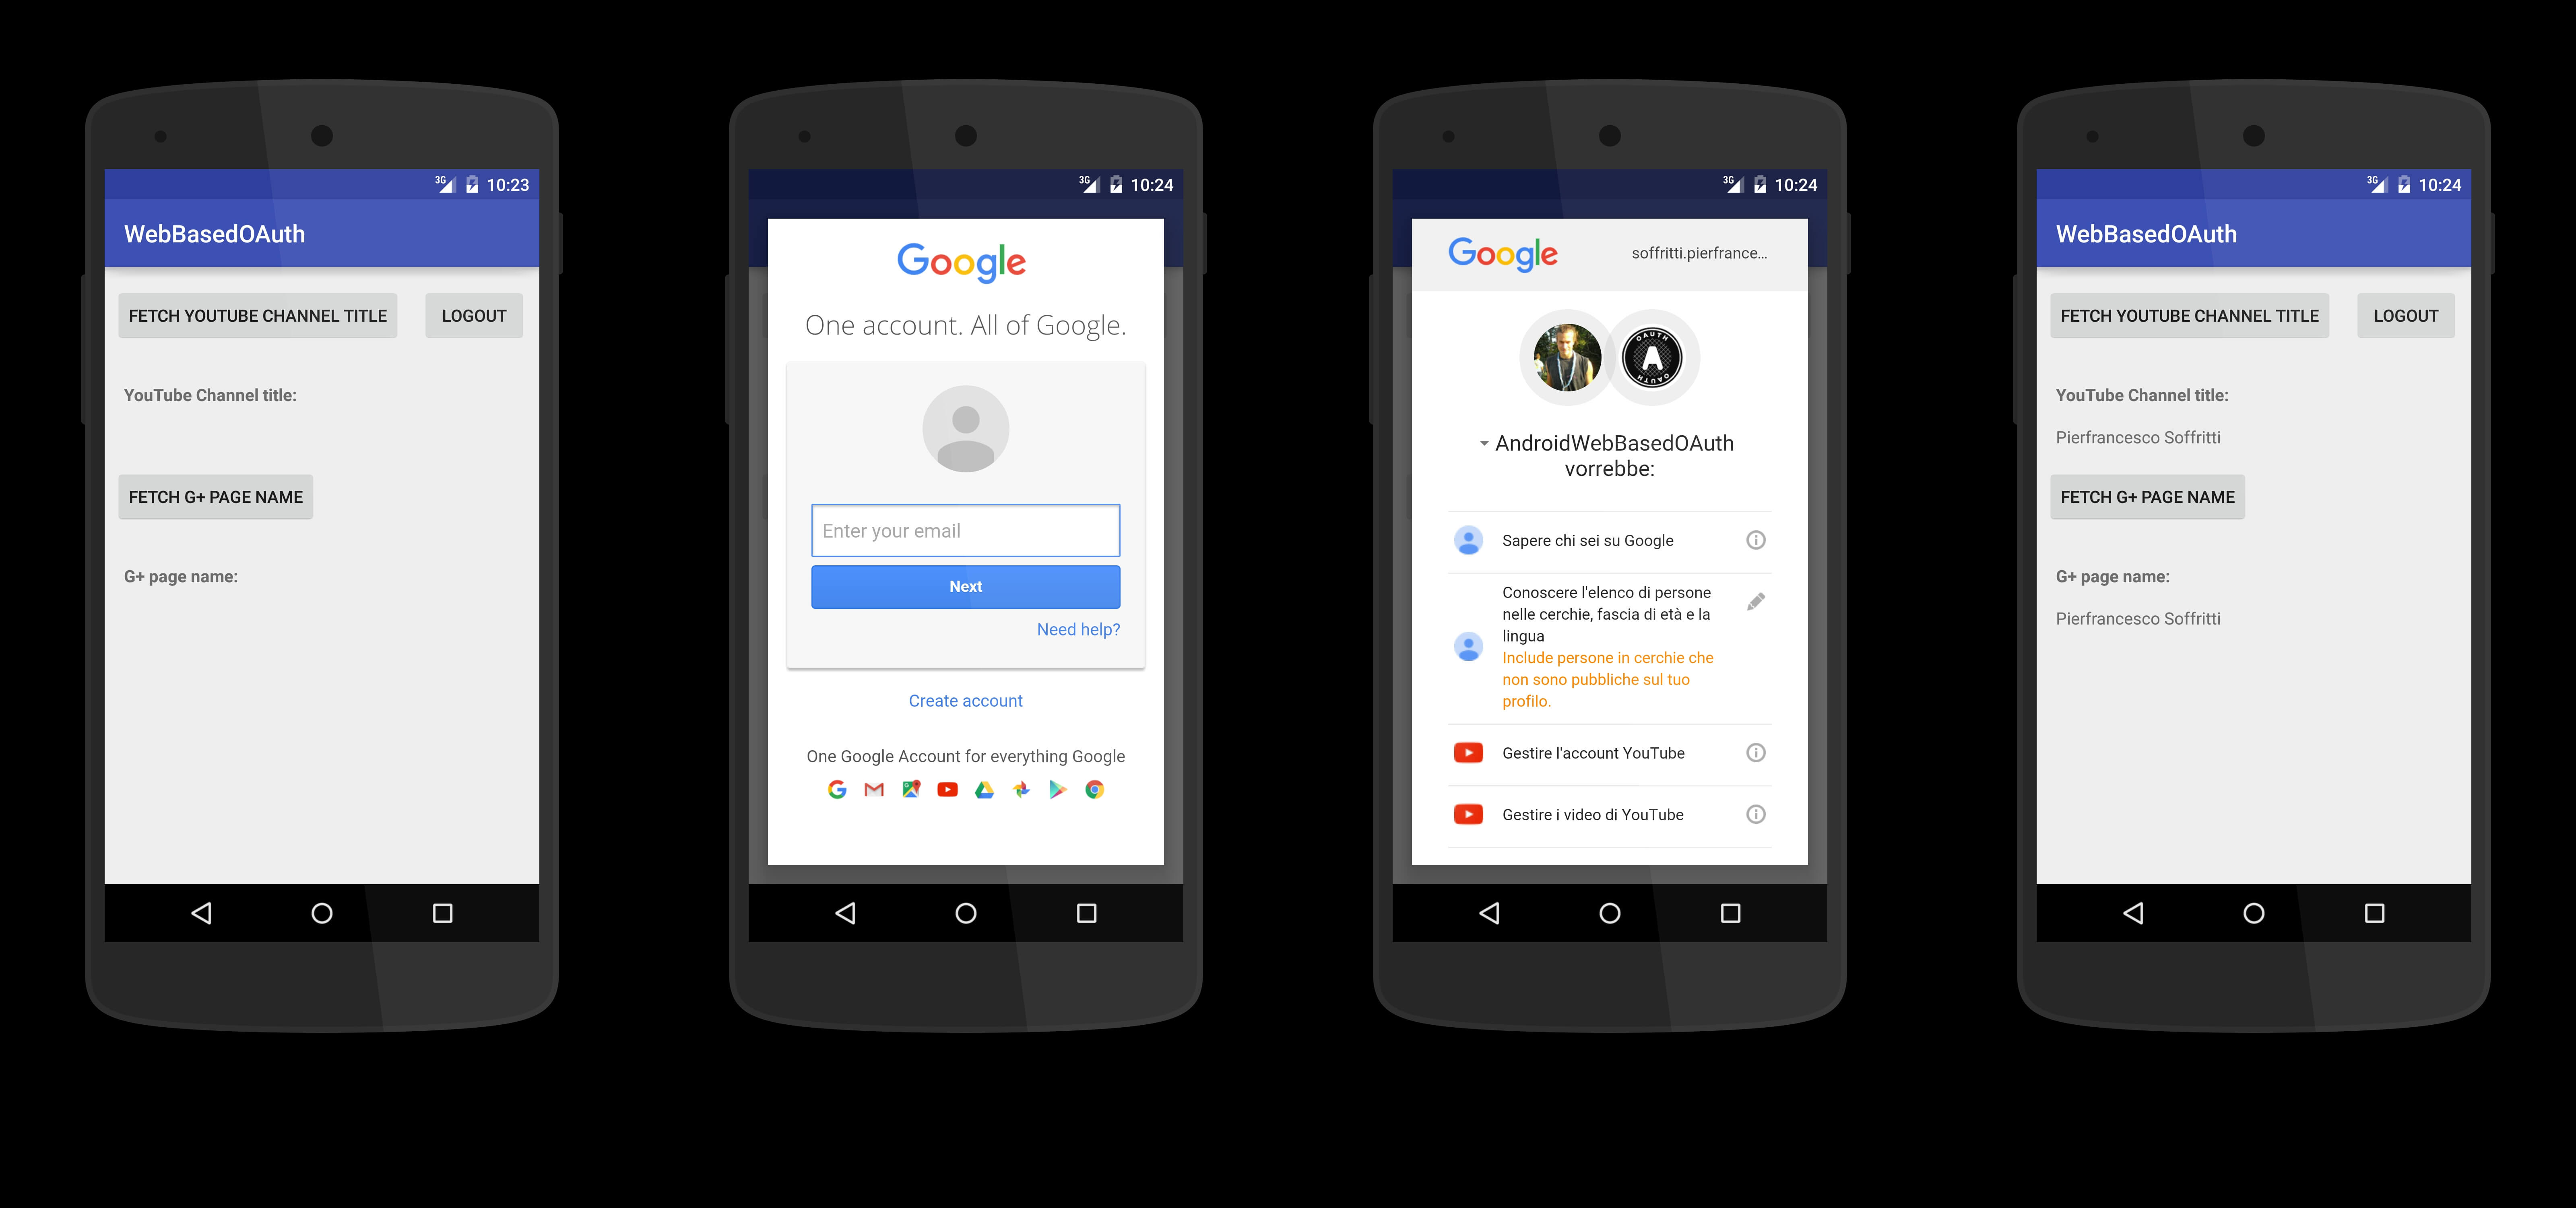 3G 10:23
WebBasedOAuth
FETCH YOUTUBE CHANNEL TITLE
LOGOUT
YouTube Channel title:
FETCH G+ PAGE NAME
G+ page name:
3G 10:24
Google
One account. All of Google.
Enter your email
Next
Need help?
Create account
One Google Account for everything Google
3G 10:24
Google
soffritti.pierfrance...
OAUTH
A
OAUTH
AndroidWebBasedOAuth
vorrebbe:
Sapere chi sei su Google
Conoscere l'elenco di persone
nelle cerchie, fascia di età e la
lingua
Include persone in cerchie che
non sono pubbliche sul tuo
profilo.
Gestire l'account YouTube
Gestire i video di YouTube
3G 10:24
WebBasedOAuth
FETCH YOUTUBE CHANNEL TITLE
LOGOUT
YouTube Channel title:
Pierfrancesco Soffritti
FETCH G+ PAGE NAME
G+ page name:
Pierfrancesco Soffritti